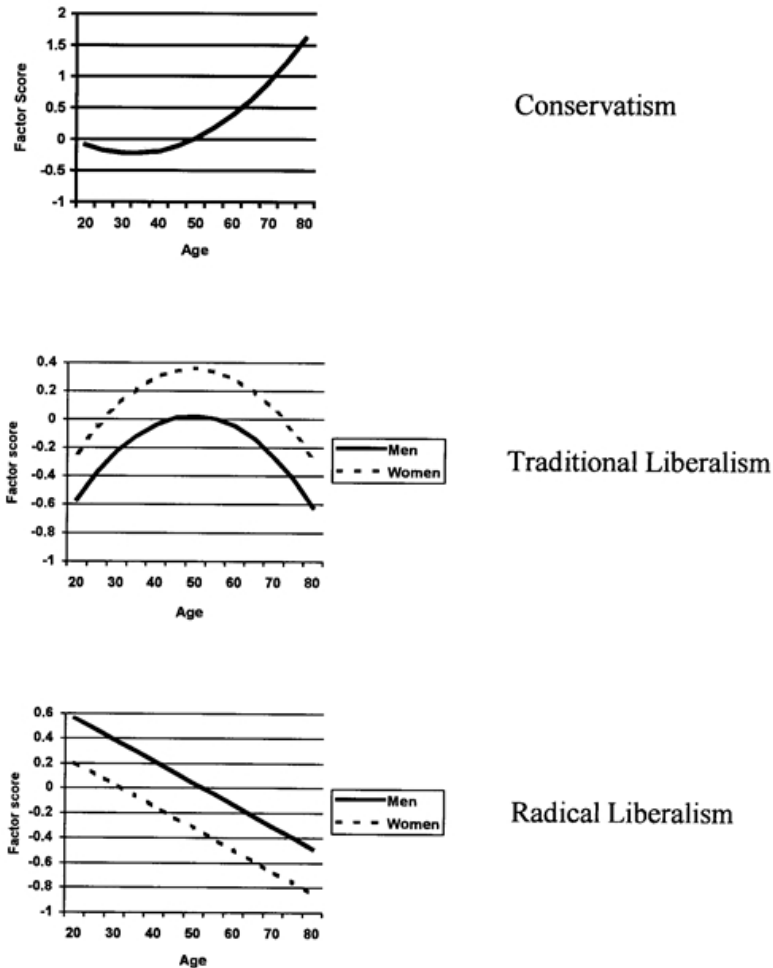 2
1.5
1
0.5
0
-0.5
-1
Factor Score
20 30 40 50 60 70 80
Age
Conservatism
0.4
0.2
0
-0.2
-0.4
-0.6
-0.8
-1
Factor score
20 30 40 50 60 70 80
Age
Men
Women
Traditional Liberalism
0.6
0.4
0.2
0
-0.2
-0.4
-0.6
-0.8
-1
Factor score
20 30 40 50 60 70 80
Age
Men
Women
Radical Liberalism